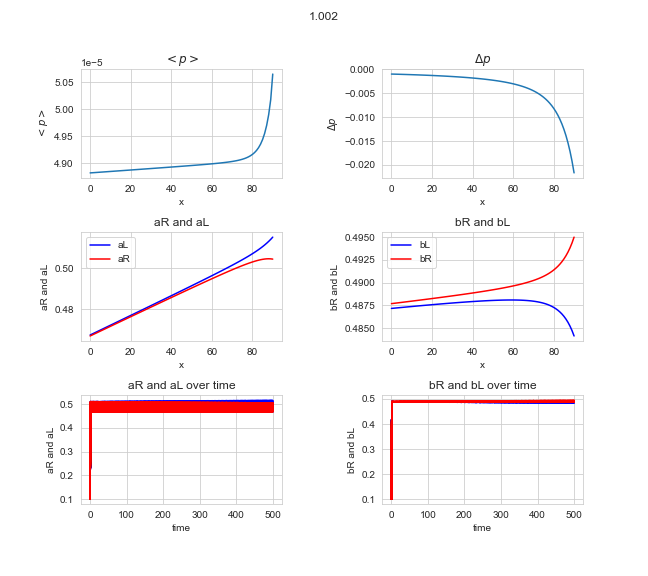 1.002
< p >
1e−5
5.05
5.00
4.95
4.90
< p >
0 20 40 60 80
x
Δp
0.000
−0.005
−0.010
−0.015
−0.020
Δp
0 20 40 60 80
x
aR and aL
aL
aR
0.50
0.48
aR and aL
0 20 40 60 80
x
bR and bL
bL
bR
0.4950
0.4925
0.4900
0.4875
0.4850
bR and bL
0 20 40 60 80
x
aR and aL over time
0.5
0.4
0.3
0.2
0.1
aR and aL
0 100 200 300 400 500
time
bR and bL over time
0.5
0.4
0.3
0.2
0.1
bR and bL
0 100 200 300 400 500
time